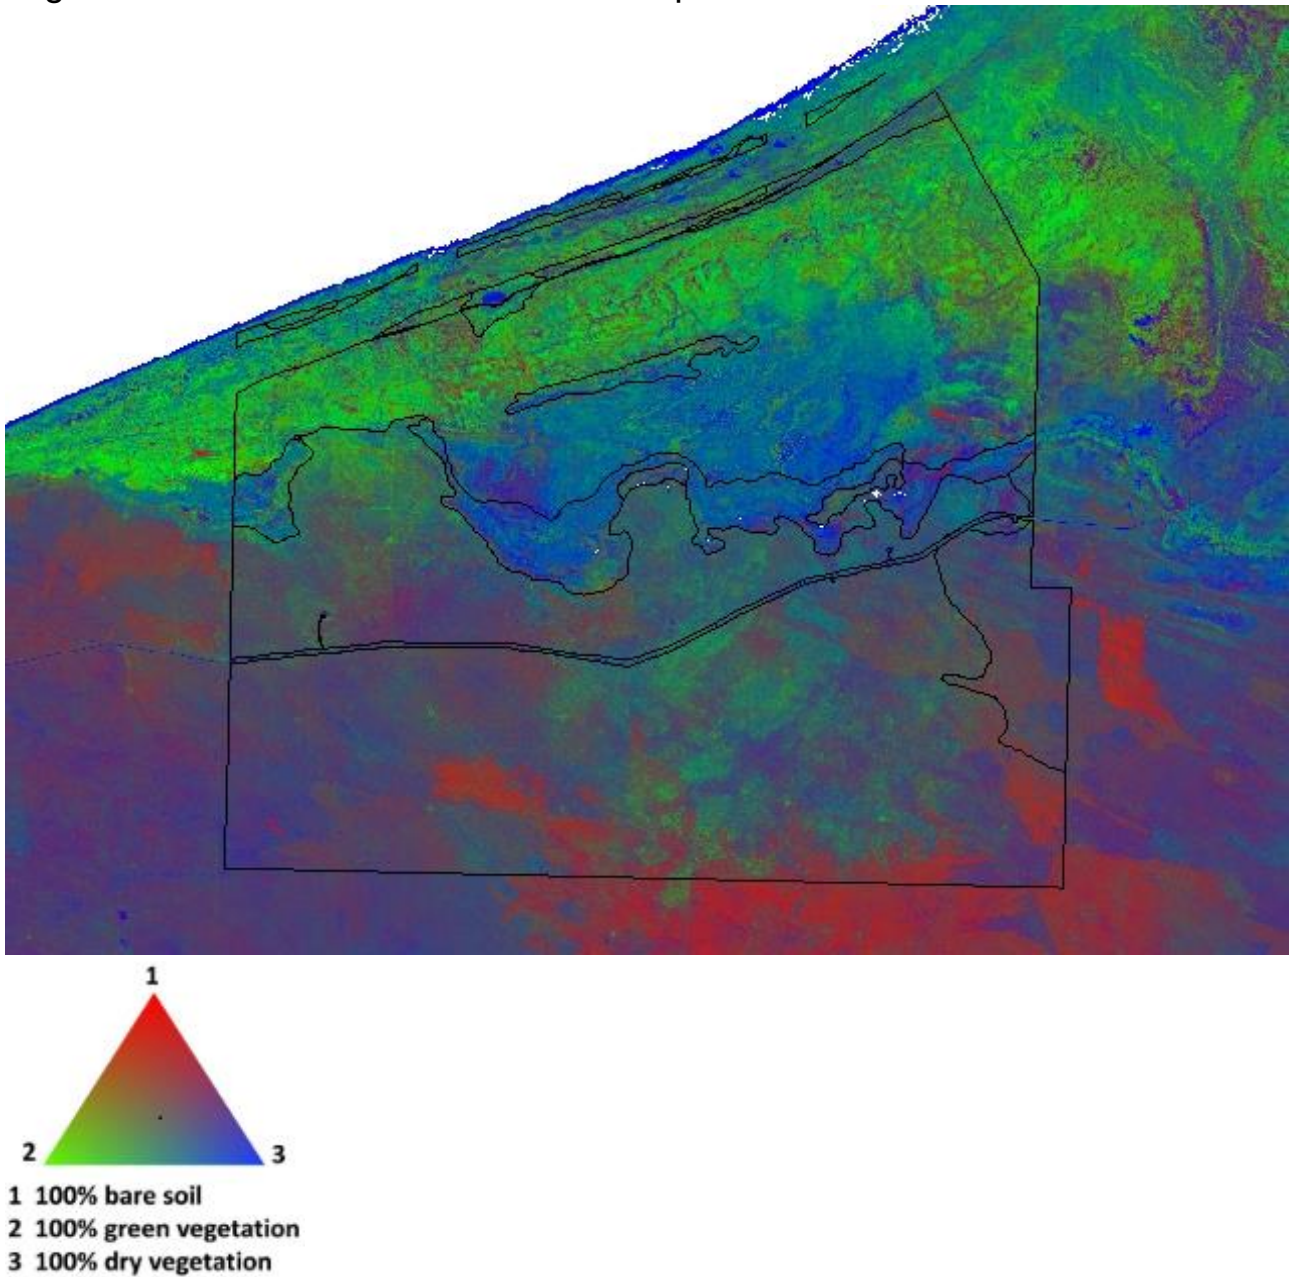 1
2
3
1 100% bare soil
2 100% green vegetation
3 100% dry vegetation